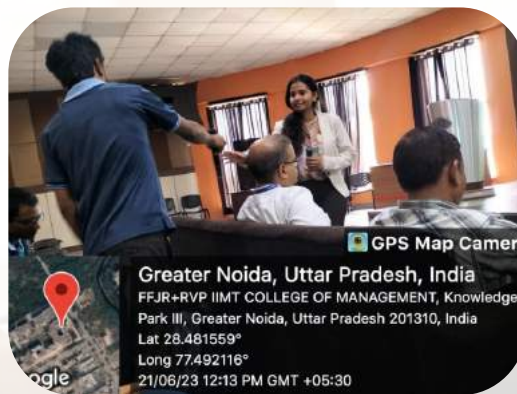 GPS Map Camer
Greater Noida, Uttar Pradesh, India
FFJR+RVP IIMT COLLEGE OF MANAGEMENT, Knowledge
Park III, Greater Noida, Uttar Pradesh 201310, India
Lat 28.481559°
Long 77.492116°
21/06/23 12:13 PM GMT +05:30
ogle